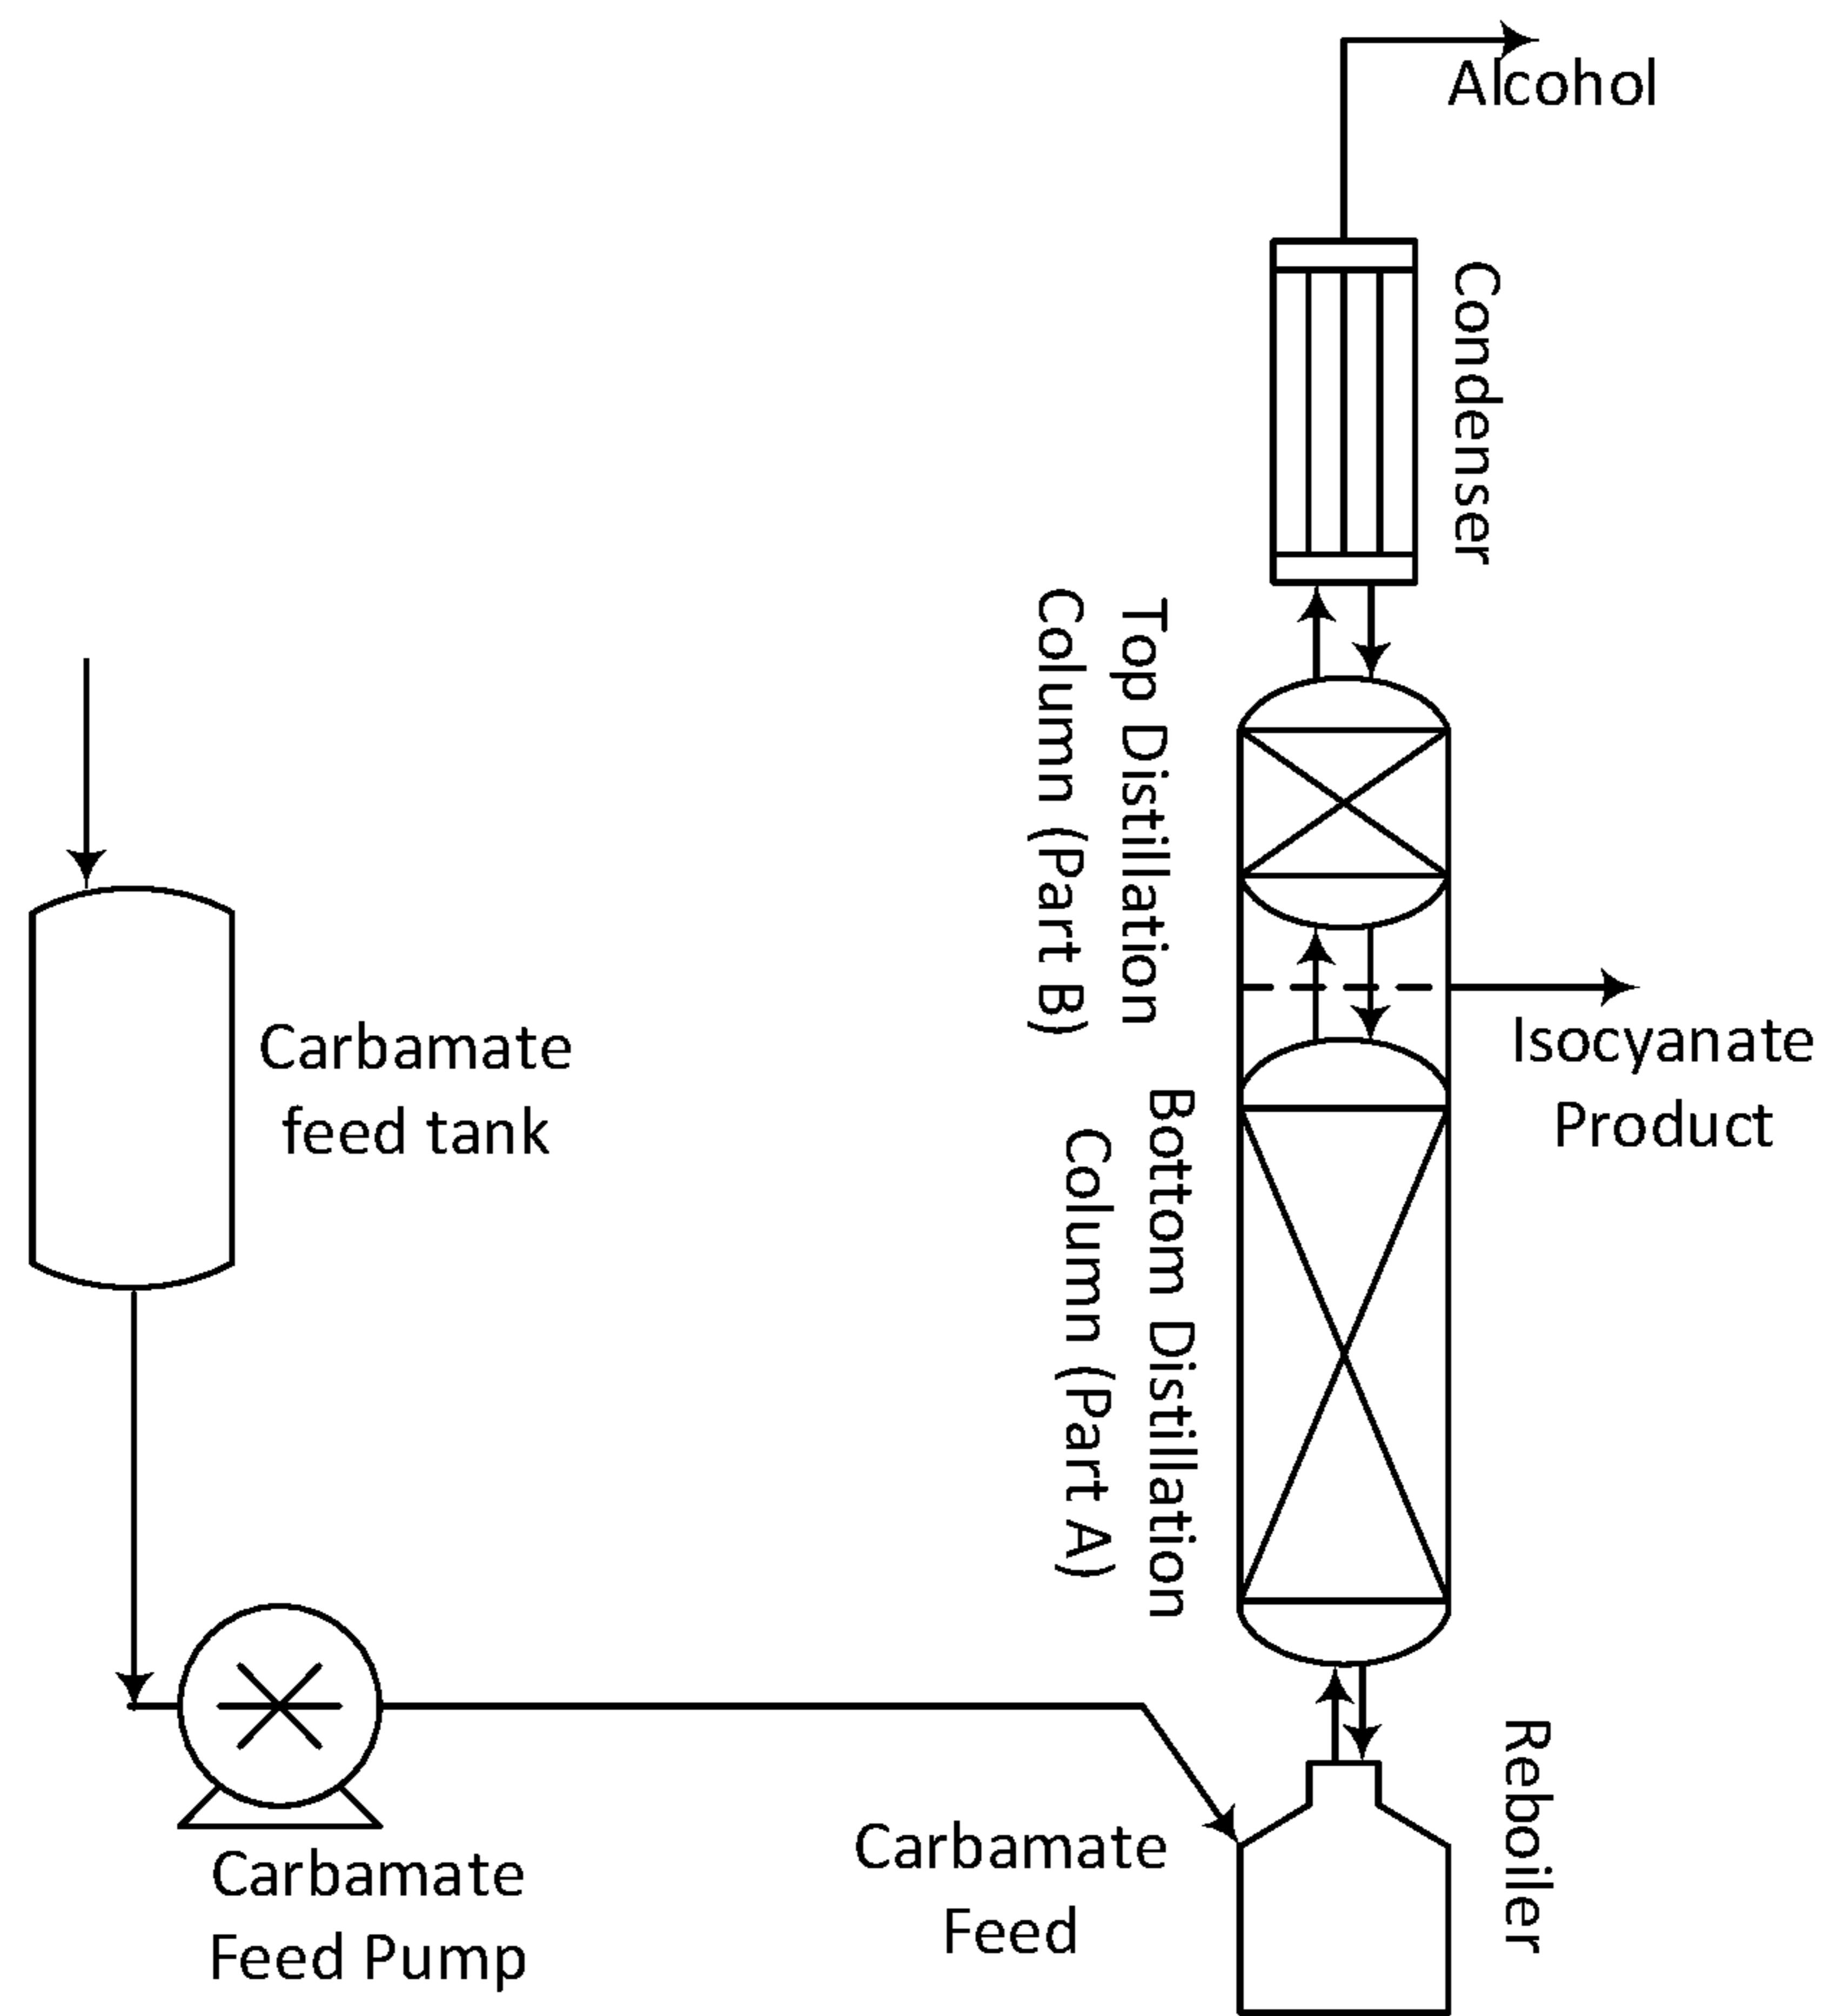 Alcohol
Condenser
Top Distillation
Column (Part B)
Carbamate
feed tank
Isocyanate
Product
Bottom Distillation
Column (Part A)
Carbamate
Feed Pump
Carbamate
Feed
Reboiler